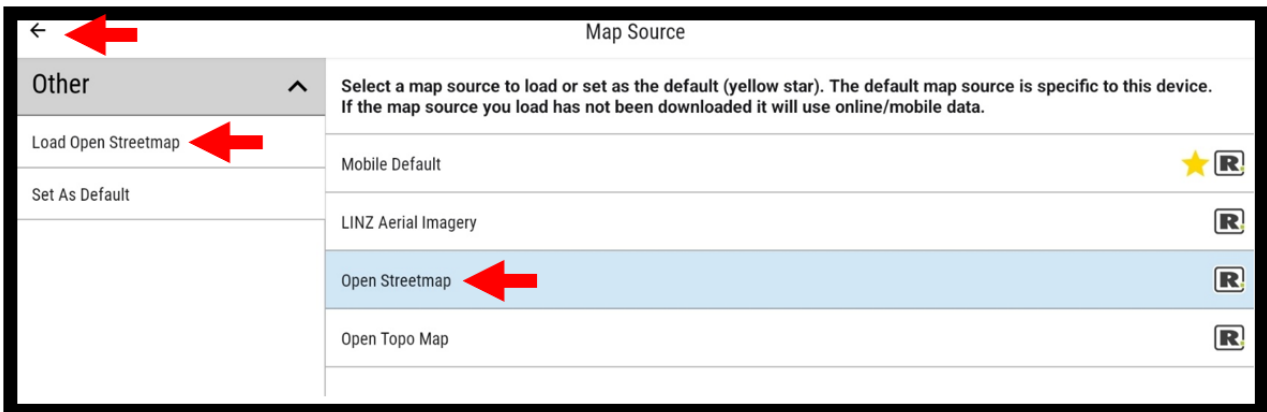 Map Source
Other
Load Open Streetmap
Set As Default
Select a map source to load or set as the default (yellow star). The default map source is specific to this device.
If the map source you load has not been downloaded it will use online/mobile data.
Mobile Default
R
LINZ Aerial Imagery
R
Open Streetmap
R
Open Topo Map
R